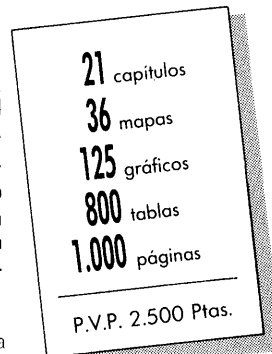 21 capítulos
36 mapas
125 gráficos
800 tablas
1.000 páginas
P.V.P. 2.500 Ptas.